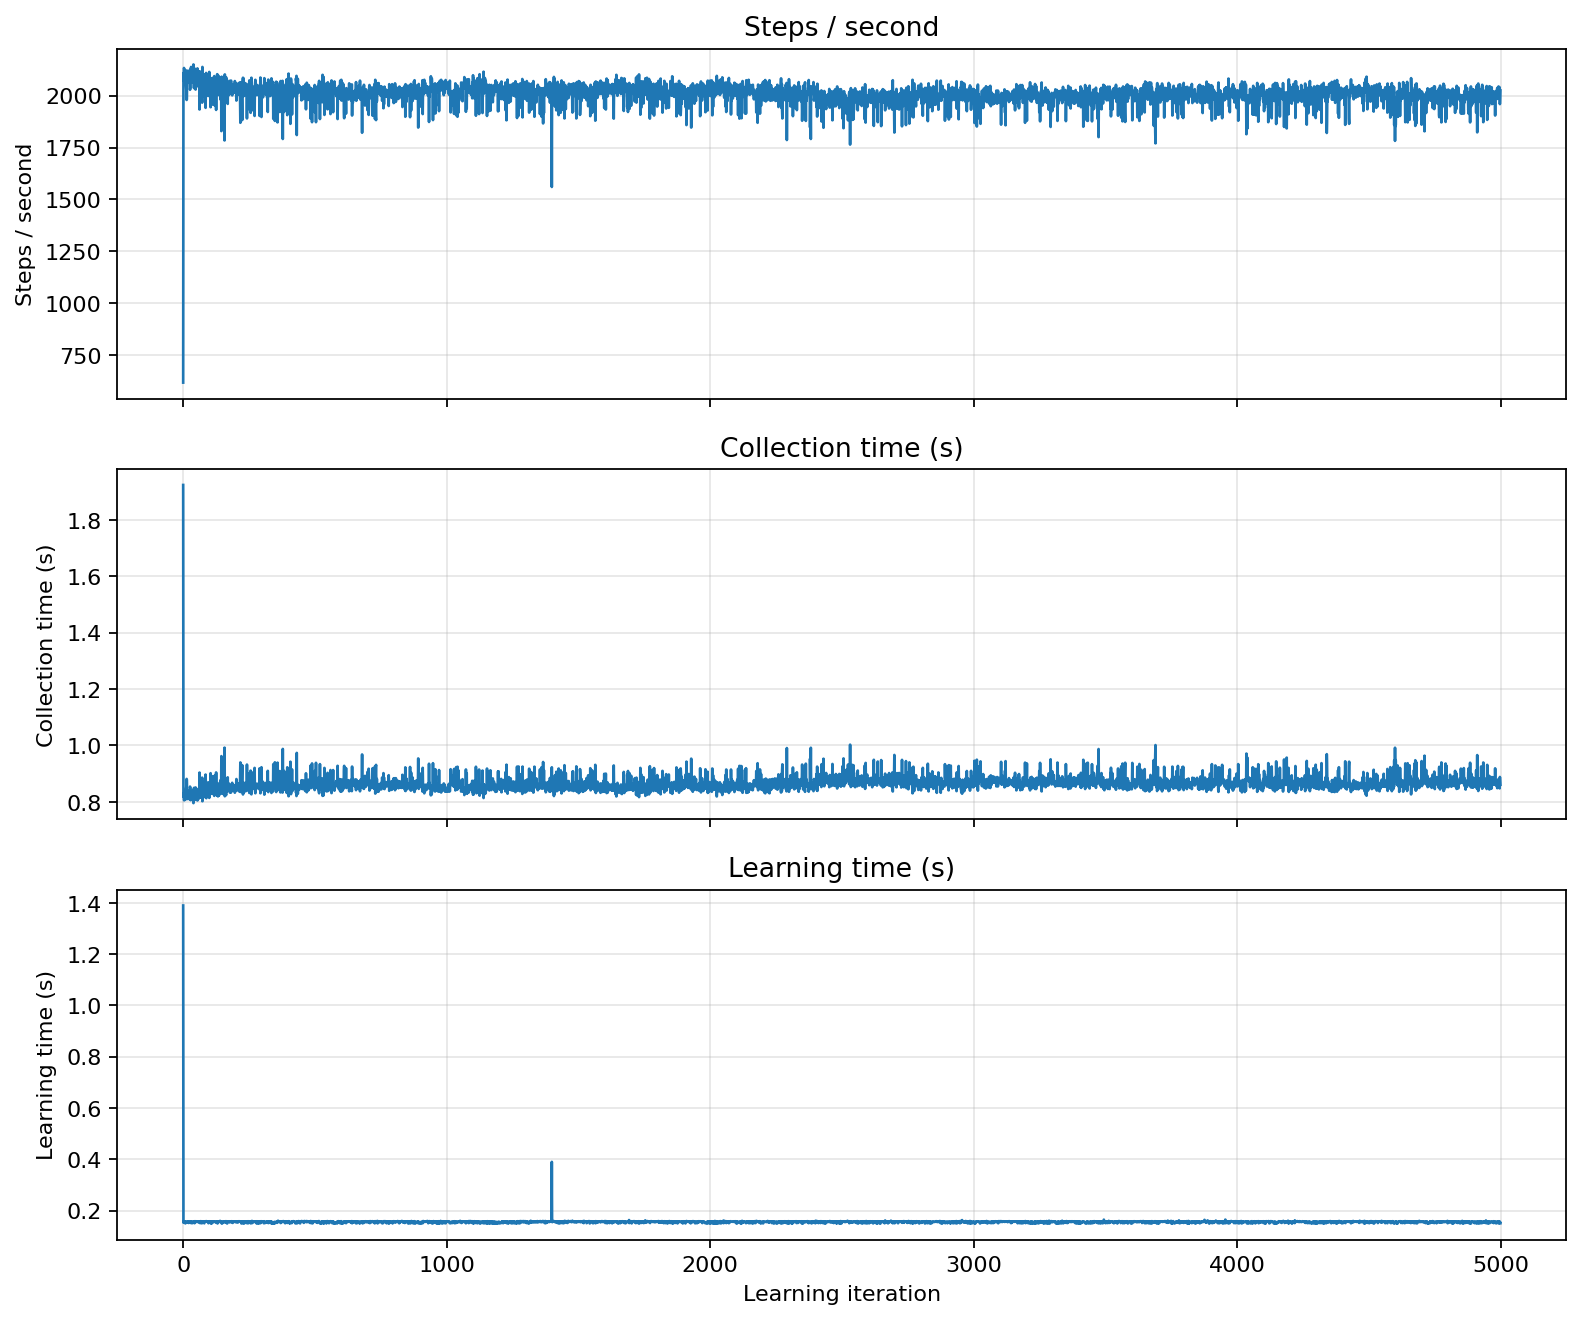 Steps / second
Steps / second
2000
1750
1500
1250
1000
750
Collection time (s)
Collection time (s)
1.8
1.6
1.4
1.2
1.0
0.8
Learning time (s)
Learning time (s)
1.4
1.2
1.0
0.8
0.6
0.4
0.2
0 1000 2000 3000 4000 5000
Learning iteration